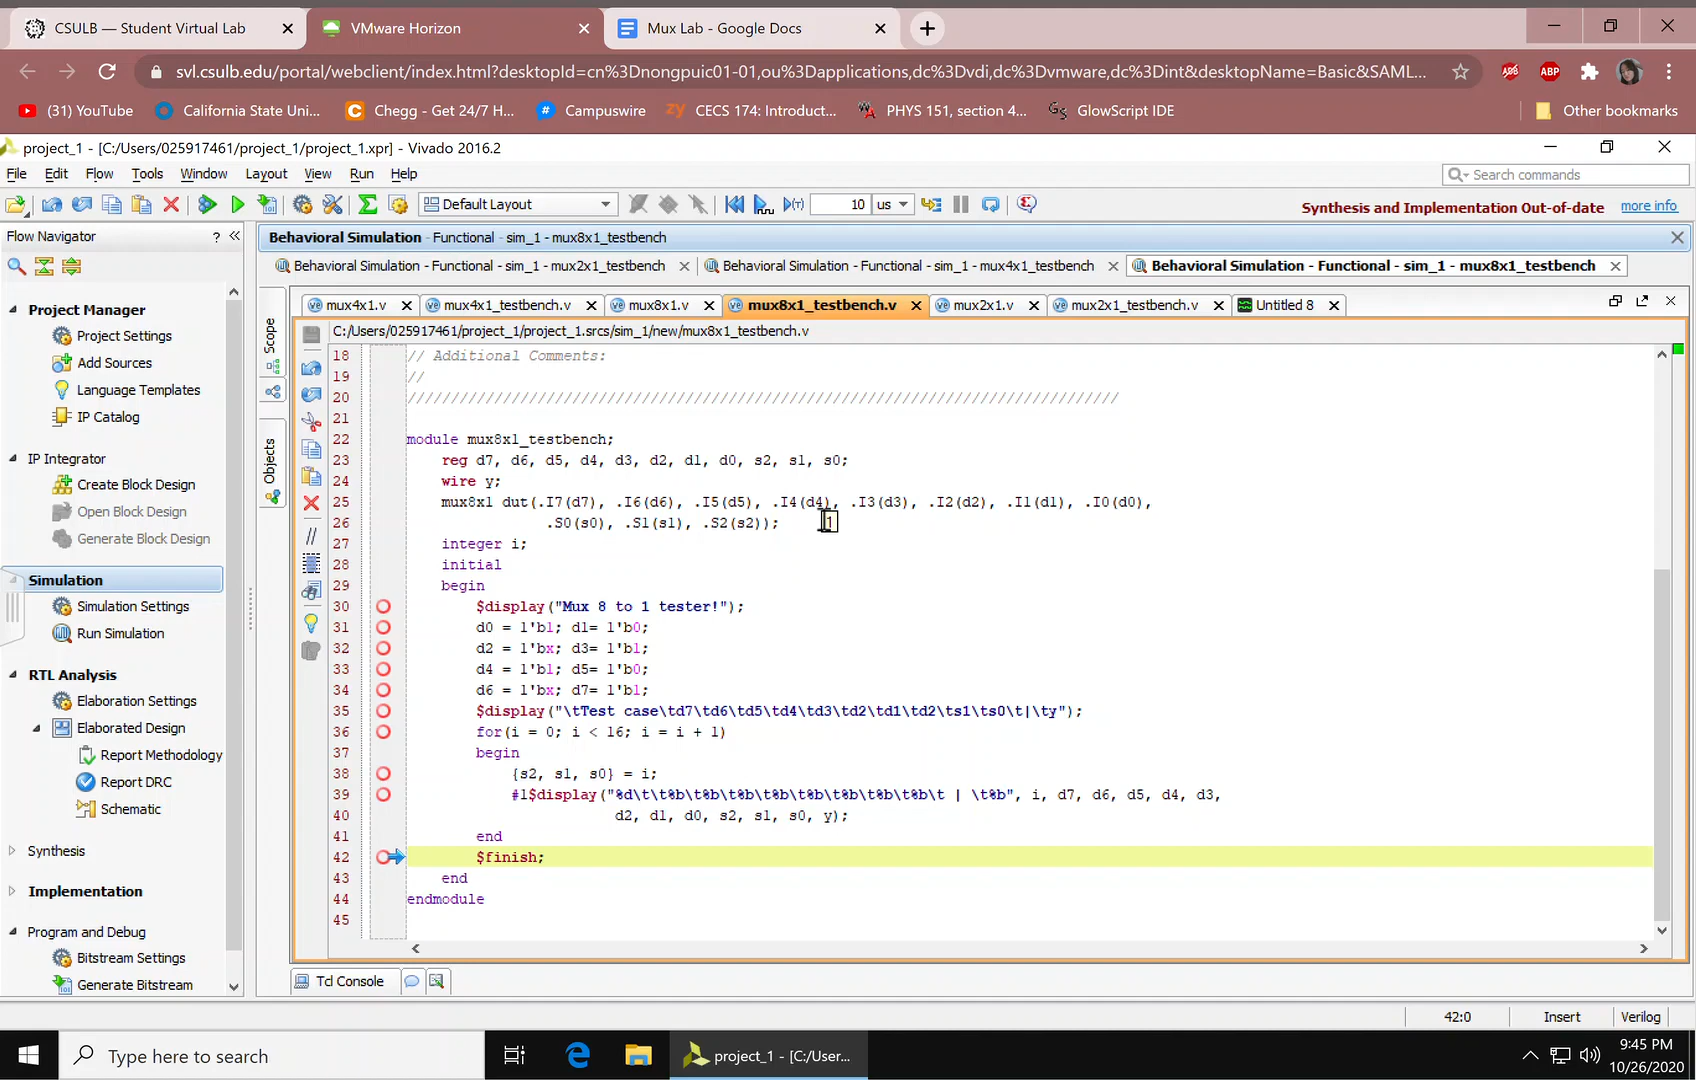 CSULB — Student Virtual Lab
VMware Horizon
Mux Lab - Google Docs
svl.csulb.edu/portal/webclient/index.html?desktopId=cn%3Dnongpuic01-01,ou%3Dapplications,dc%3Dvdi,dc%3Dvmware,dc%3Dint&desktopName=Basic&SAML...
ABP
(31) YouTube
California State Uni...
Chegg - Get 24/7 H...
Campuswire
CECS 174: Introduct...
PHYS 151, section 4...
GlowScript IDE
Other bookmarks
project_1 - [C:/Users/025917461/project_1/project_1.xpr] - Vivado 2016.2
File Edit Flow Tools Window Layout View Run Help
Search commands
Default Layout
10 us
Synthesis and Implementation Out-of-date more info
Flow Navigator
Behavioral Simulation - Functional - sim_1 - mux8x1_testbench
Behavioral Simulation - Functional - sim_1 - mux2x1_testbench
Behavioral Simulation - Functional - sim_1 - mux4x1_testbench
Behavioral Simulation - Functional - sim_1 - mux8x1_testbench
Project Manager
Project Settings
Add Sources
Language Templates
IP Catalog
IP Integrator
Create Block Design
Open Block Design
Generate Block Design
Simulation
Simulation Settings
Run Simulation
RTL Analysis
Elaboration Settings
Elaborated Design
Report Methodology
Report DRC
Schematic
Synthesis
Implementation
Program and Debug
Bitstream Settings
Generate Bitstream
Scope
Objects
mux4x1.v
mux4x1_testbench.v
mux8x1.v
mux8x1_testbench.v
mux2x1.v
mux2x1_testbench.v
Untitled 8
C:/Users/025917461/project_1/project_1.srcs/sim_1/new/mux8x1_testbench.v
18 // Additional Comments:
19 //
20 //////////////////////////////////////////////////////////////////////////////////
21
22 module mux8x1_testbench;
23 reg d7, d6, d5, d4, d3, d2, d1, d0, s2, s1, s0;
24 wire y;
25 mux8x1 dut(.I7(d7), .I6(d6), .I5(d5), .I4(d4), .I3(d3), .I2(d2), .I1(d1), .I0(d0),
26 .S0(s0), .S1(s1), .S2(s2));
27 integer i;
28 initial
29 begin
30 $display("Mux 8 to 1 tester!");
31 d0 = 1'b1; d1= 1'b0;
32 d2 = 1'bx; d3= 1'b1;
33 d4 = 1'b1; d5= 1'b0;
34 d6 = 1'bx; d7= 1'b1;
35 $display("\tTest case\td7\td6\td5\td4\td3\td2\td1\td2\ts1\ts0\t|\ty");
36 for(i = 0; i < 16; i = i + 1)
37 begin
38 {s2, s1, s0} = i;
39 #1$display("%d\t\t%b\t%b\t%b\t%b\t%b\t%b\t%b\t%b\t | \t%b", i, d7, d6, d5, d4, d3,
40 d2, d1, d0, s2, s1, s0, y);
41 end
42 $finish;
43 end
44 endmodule
45
Tcl Console
42:0
Insert
Verilog
Type here to search
project_1 - [C:/User...
9:45 PM
10/26/2020